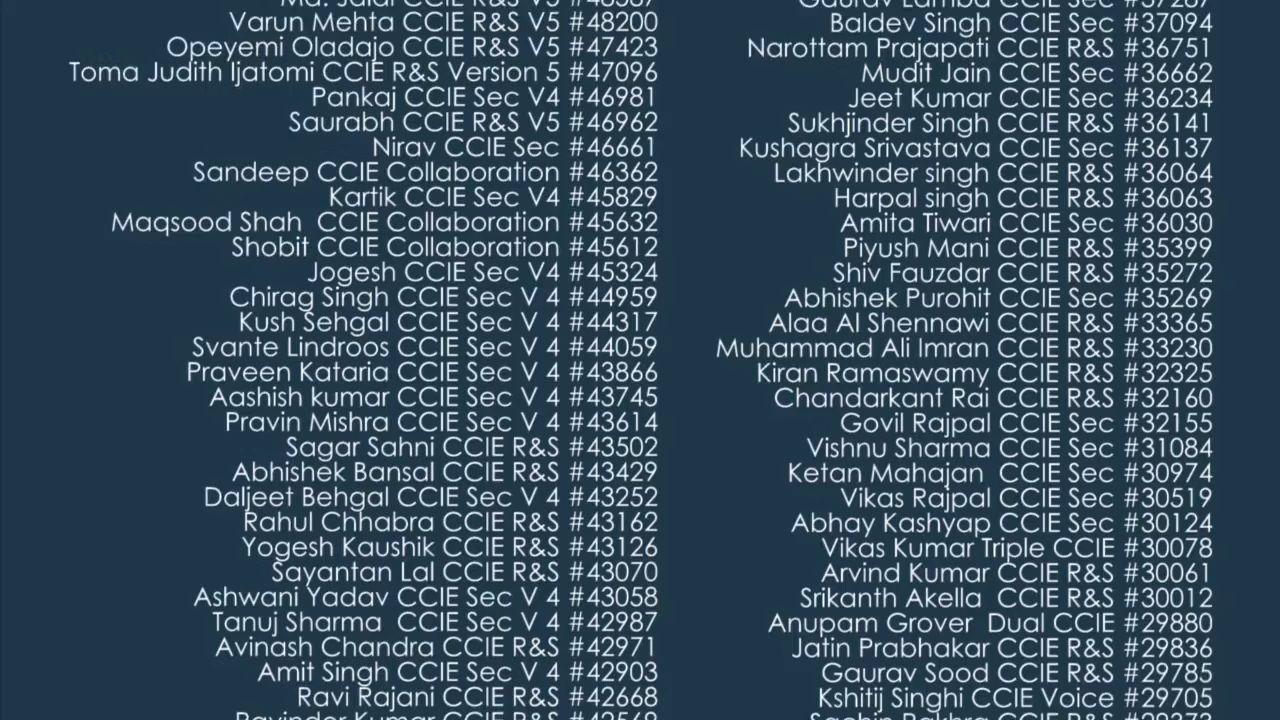 Md. Jalal CCIE R&S V5
Varun Mehta CCIE R&S V5 #48200
Opeyemi Oladajo CCIE R&S V5 #47423
Toma Judith Ijatomi CCIE R&S Version 5 #47096
Pankaj CCIE Sec V4 #46981
Saurabh CCIE R&S V5 #46962
Nirav CCIE Sec #46661
Sandeep CCIE Collaboration #46362
Kartik CCIE Sec V4 #45829
Maqsood Shah  CCIE Collaboration #45632
Shobit CCIE Collaboration #45612
Jogesh CCIE Sec V4 #45324
Chirag Singh CCIE Sec V 4 #44959
Kush Sehgal CCIE Sec V 4 #44317
Svante Lindroos CCIE Sec V 4 #44059
Praveen Kataria CCIE Sec V 4 #43866
Aashish kumar CCIE Sec V 4 #43745
Pravin Mishra CCIE Sec V 4 #43614
Sagar Sahni CCIE R&S #43502
Abhishek Bansal CCIE R&S #43429
Daljeet Behgal CCIE Sec V 4 #43252
Rahul Chhabra CCIE R&S #43162
Yogesh Kaushik CCIE R&S #43126
Sayantan Lal CCIE R&S #43070
Ashwani Yadav CCIE Sec V 4 #43058
Tanuj Sharma  CCIE Sec V 4 #42987
Avinash Chandra CCIE R&S #42971
Amit Singh CCIE Sec V 4 #42903
Ravi Rajani CCIE R&S #42668
Ravinder Kumar CCIE
Gaurav Lamba CCIE Sec
Baldev Singh CCIE Sec #37094
Narottam Prajapati CCIE R&S #36751
Mudit Jain CCIE Sec #36662
Jeet Kumar CCIE Sec #36234
Sukhjinder Singh CCIE R&S #36141
Kushagra Srivastava CCIE Sec #36137
Lakhwinder singh CCIE R&S #36064
Harpal singh CCIE R&S #36063
Amita Tiwari CCIE Sec #36030
Piyush Mani CCIE R&S #35399
Shiv Fauzdar CCIE R&S #35272
Abhishek Purohit CCIE Sec #35269
Alaa Al Shennawi CCIE R&S #33365
Muhammad Ali Imran CCIE R&S #33230
Kiran Ramaswamy CCIE R&S #32325
Chandarkant Rai CCIE R&S #32160
Govil Rajpal CCIE Sec #32155
Vishnu Sharma CCIE Sec #31084
Ketan Mahajan  CCIE Sec #30974
Vikas Rajpal CCIE Sec #30519
Abhay Kashyap CCIE Sec #30124
Vikas Kumar Triple CCIE #30078
Arvind Kumar CCIE R&S #30061
Srikanth Akella  CCIE R&S #30012
Anupam Grover  Dual CCIE #29880
Jatin Prabhakar CCIE R&S #29836
Gaurav Sood CCIE R&S #29785
Kshitij Singhi CCIE Voice #29705
CCIE R&S